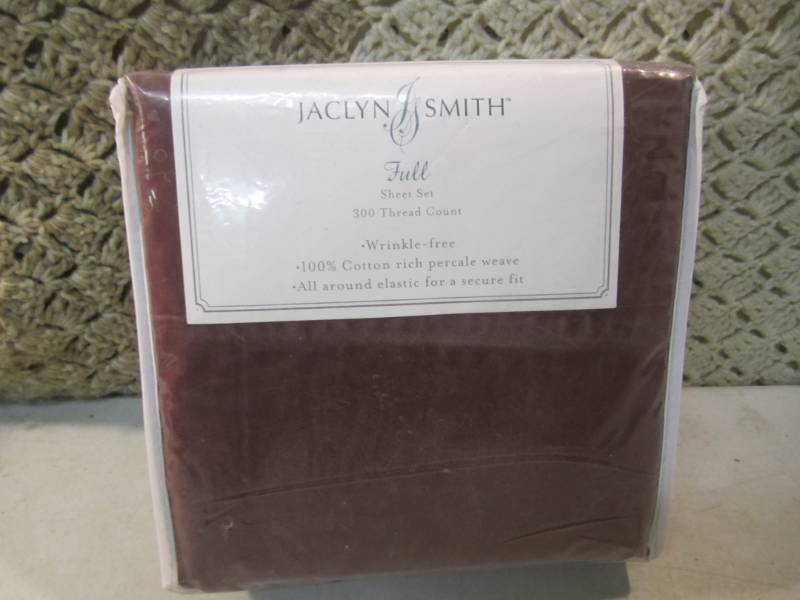 JACLYN JS SMITH™
Full
Sheet Set
300 Thread Count
•Wrinkle-free
•100% Cotton rich percale weave
•All around elastic for a secure fit